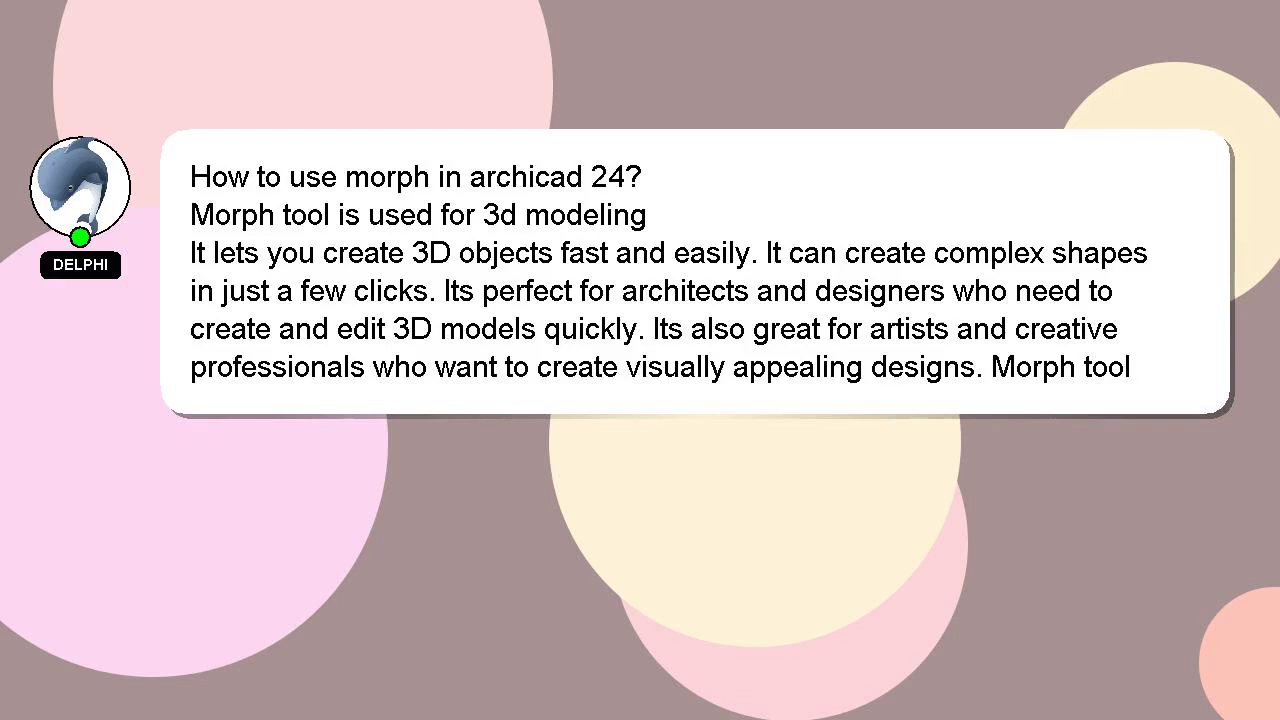 How to use morph in archicad 24?
Morph tool is used for 3d modeling
It lets you create 3D objects fast and easily. It can create complex shapes
in just a few clicks. Its perfect for architects and designers who need to
create and edit 3D models quickly. Its also great for artists and creative
professionals who want to create visually appealing designs. Morph tool
DELPHI